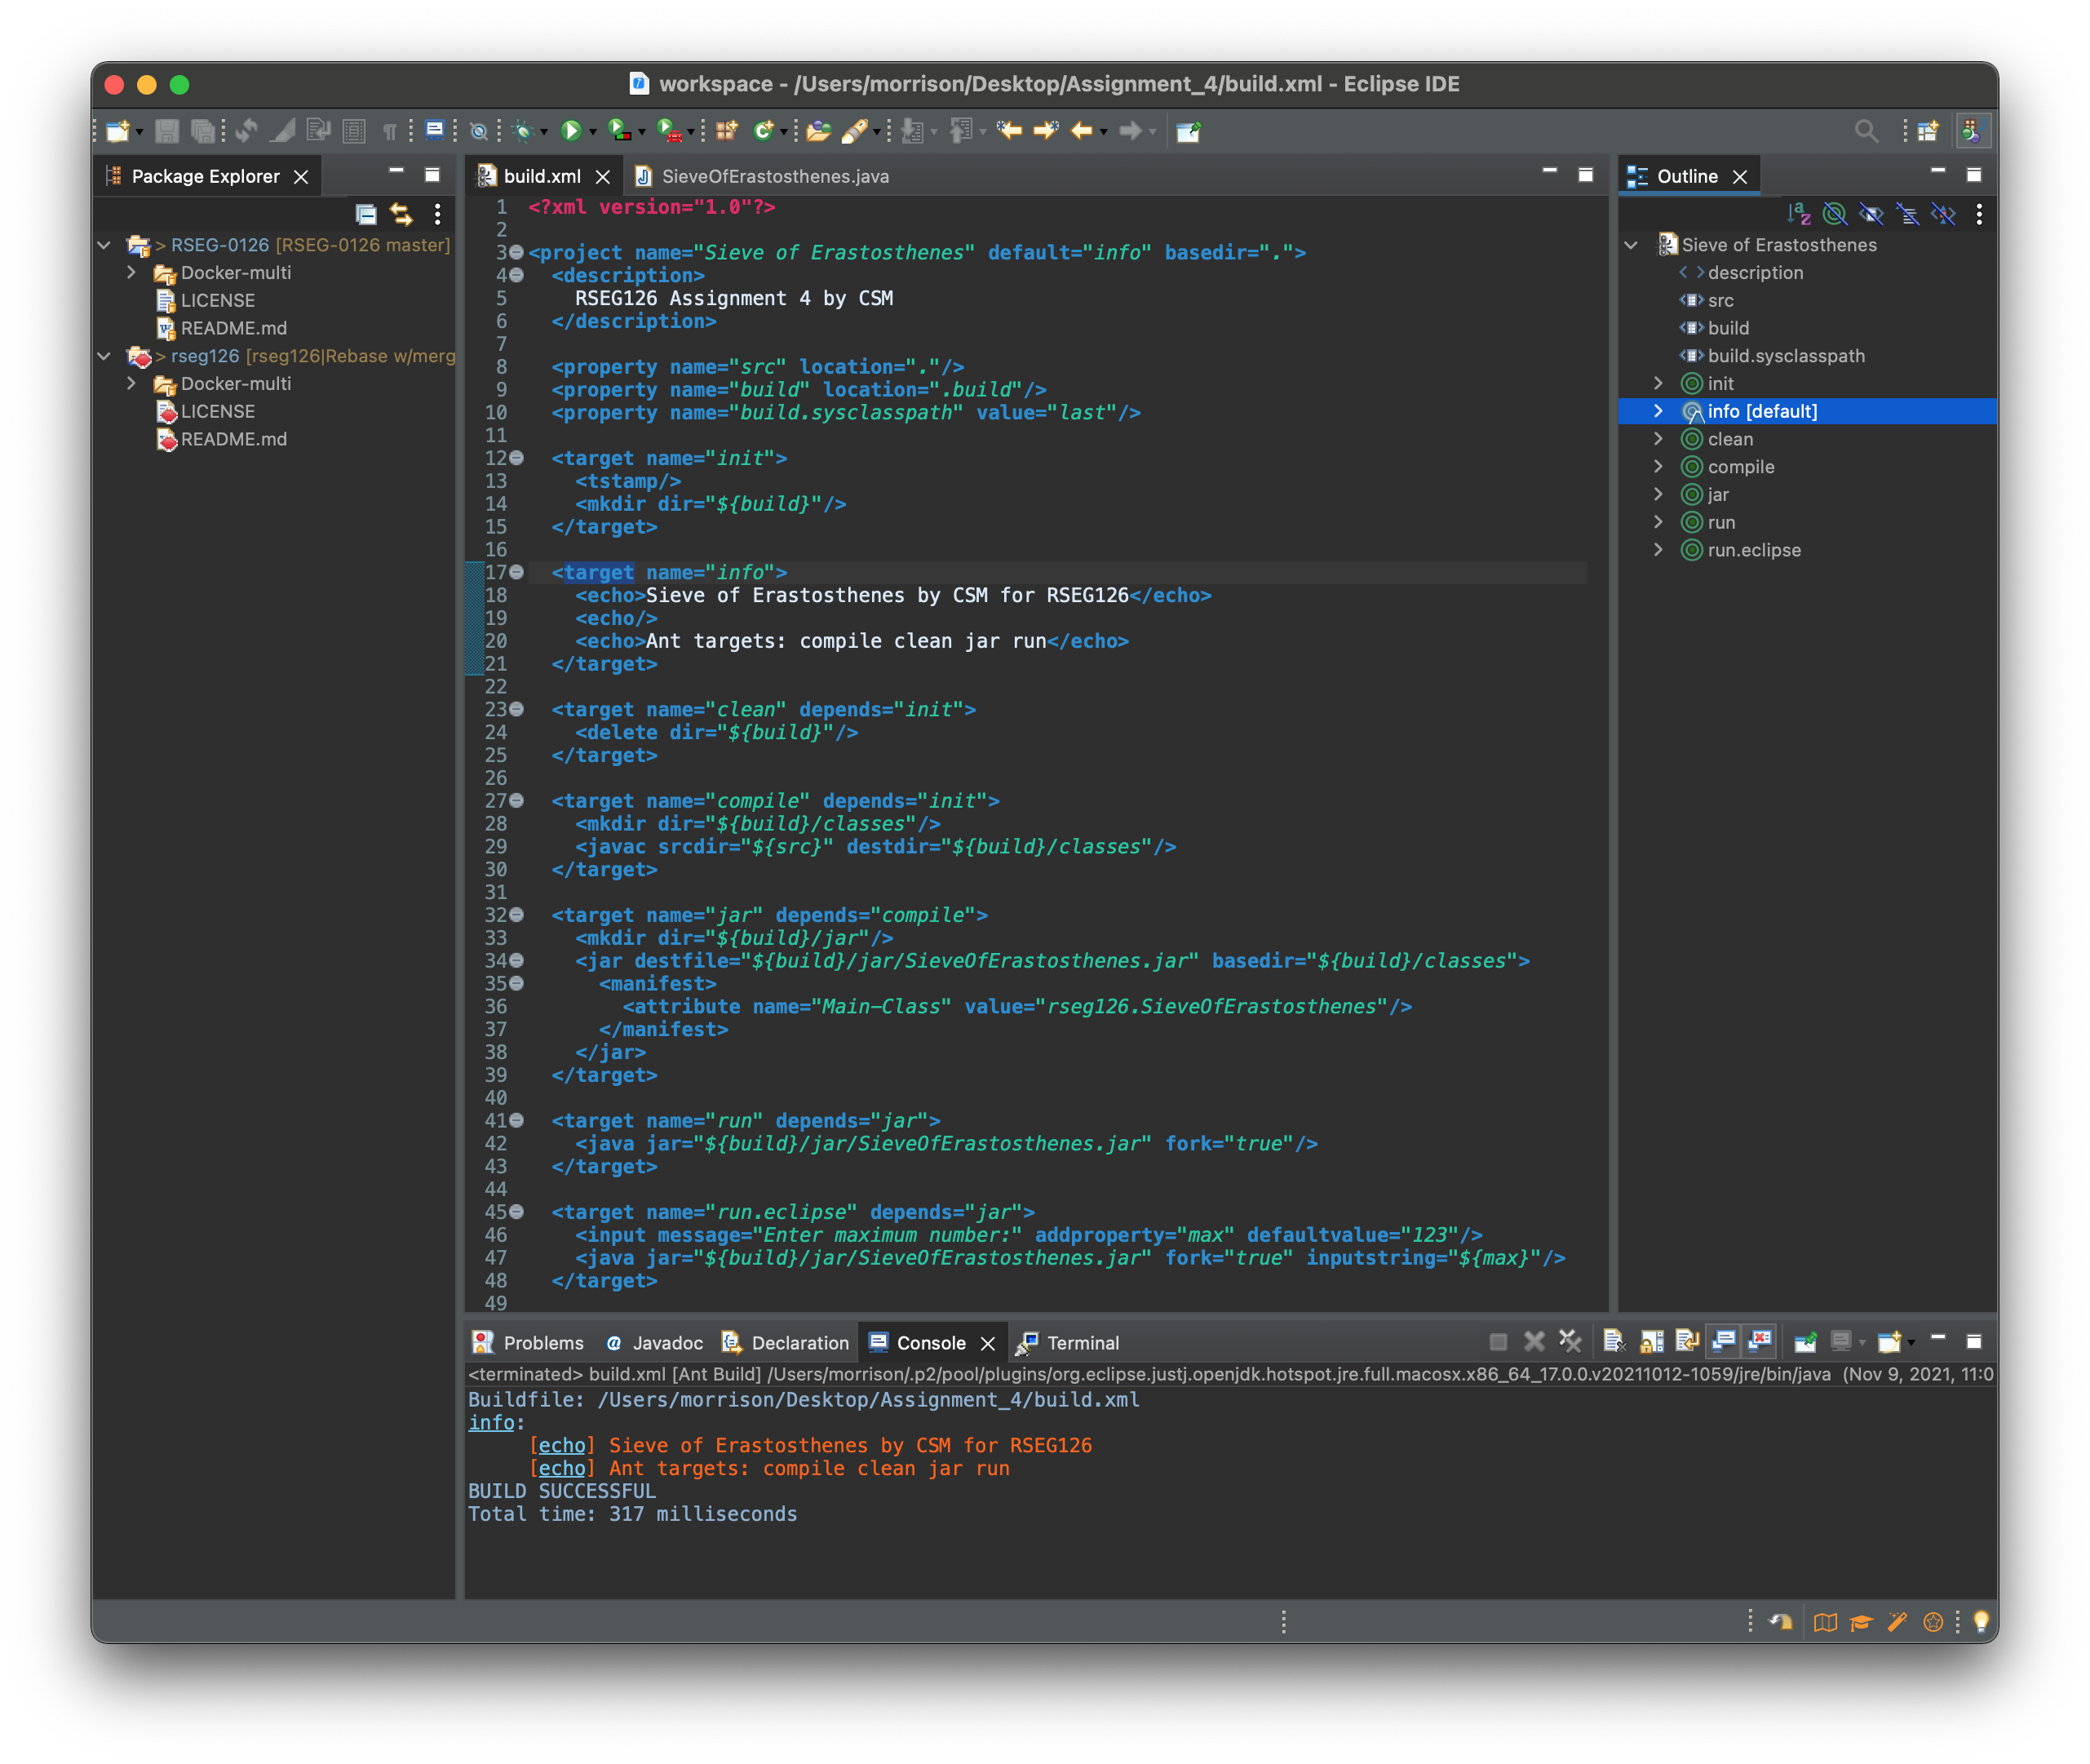 workspace - /Users/morrison/Desktop/Assignment_4/build.xml - Eclipse IDE
Package Explorer
> RSEG-0126 [RSEG-0126 master]
Docker-multi
LICENSE
README.md
> rseg126 [rseg126|Rebase w/merg
Docker-multi
LICENSE
README.md
build.xml
SieveOfErastosthenes.java
1 <?xml version="1.0"?>
2
3 <project name="Sieve of Erastosthenes" default="info" basedir=".">
4   <description>
5     RSEG126 Assignment 4 by CSM
6   </description>
7
8   <property name="src" location="."/>
9   <property name="build" location=".build"/>
10   <property name="build.sysclasspath" value="last"/>
11
12   <target name="init">
13     <tstamp/>
14     <mkdir dir="${build}"/>
15   </target>
16
17   <target name="info">
18     <echo>Sieve of Erastosthenes by CSM for RSEG126</echo>
19     <echo/>
20     <echo>Ant targets: compile clean jar run</echo>
21   </target>
22
23   <target name="clean" depends="init">
24     <delete dir="${build}"/>
25   </target>
26
27   <target name="compile" depends="init">
28     <mkdir dir="${build}/classes"/>
29     <javac srcdir="${src}" destdir="${build}/classes"/>
30   </target>
31
32   <target name="jar" depends="compile">
33     <mkdir dir="${build}/jar"/>
34     <jar destfile="${build}/jar/SieveOfErastosthenes.jar" basedir="${build}/classes">
35       <manifest>
36         <attribute name="Main-Class" value="rseg126.SieveOfErastosthenes"/>
37       </manifest>
38     </jar>
39   </target>
40
41   <target name="run" depends="jar">
42     <java jar="${build}/jar/SieveOfErastosthenes.jar" fork="true"/>
43   </target>
44
45   <target name="run.eclipse" depends="jar">
46     <input message="Enter maximum number:" addproperty="max" defaultvalue="123"/>
47     <java jar="${build}/jar/SieveOfErastosthenes.jar" fork="true" inputstring="${max}"/>
48   </target>
49
Outline
Sieve of Erastosthenes
description
src
build
build.sysclasspath
init
info [default]
clean
compile
jar
run
run.eclipse
Problems @ Javadoc Declaration Console Terminal
<terminated> build.xml [Ant Build] /Users/morrison/.p2/pool/plugins/org.eclipse.justj.openjdk.hotspot.jre.full.macosx.x86_64_17.0.0.v20211012-1059/jre/bin/java (Nov 9, 2021, 11:0
Buildfile: /Users/morrison/Desktop/Assignment_4/build.xml
info:
[echo] Sieve of Erastosthenes by CSM for RSEG126
[echo] Ant targets: compile clean jar run
BUILD SUCCESSFUL
Total time: 317 milliseconds